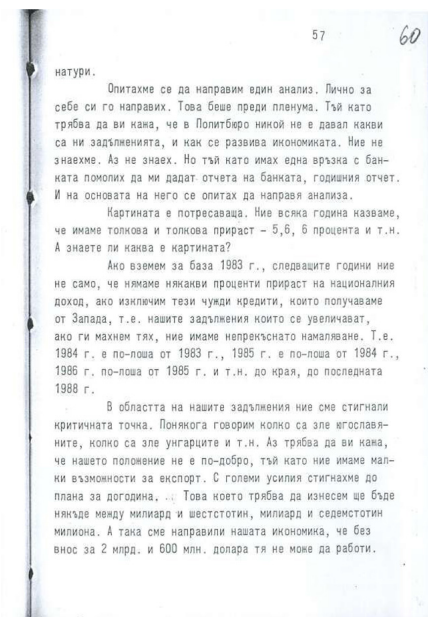 57
60
натури.
Опитахме се да направим един анализ. Лично за
себе си го направих. Това беше преди пленума. Тъй като
трябва да ви кажа, че в Политбюро никой не е давал какви
са ни задълженията, и как се развива икономиката. Ние не
знаехме. Аз не знаех. Но тъй като имах една връзка с бан-
ката помолих да ми дадат отчета на банката, годишния отчет.
И на основата на него се опитах да направя анализа.
Картината е потресаваща. Ние всяка година казваме,
че имаме толкова и толкова прираст – 5,6, 6 процента и т.н.
А знаете ли каква е картината?
Ако вземем за база 1983 г., следващите години ние
не само, че нямаме някакви проценти прираст на националния
доход, ако изключим тези чужди кредити, които получаваме
от Запада, т.е. нашите задължения които се увеличават,
ако ги махнем тях, ние имаме непрекъснато намаляване. Т.е.
1984 г. е по-лоша от 1983 г., 1985 г. е по-лоша от 1984 г.,
1986 г. по-лоша от 1985 г. и т.н. до края, до последната
1988 г.
В областта на нашите задължения ние сме стигнали
критичната точка. Понякога говорим колко са зле югославя-
ните, колко са зле унгарците и т.н. Аз трябва да ви кажа,
че нашето положение не е по-добро, тъй като ние имаме мал-
ки възможности за експорт. С големи усилия стигнахме до
плана за догодина, .. Това което трябва да изнесем ще бъде
някъде между милиард и шестстотин, милиард и седемстотин
милиона. А така сме направили нашата икономика, че без
внос за 2 млрд. и 600 млн. долара тя не може да работи.